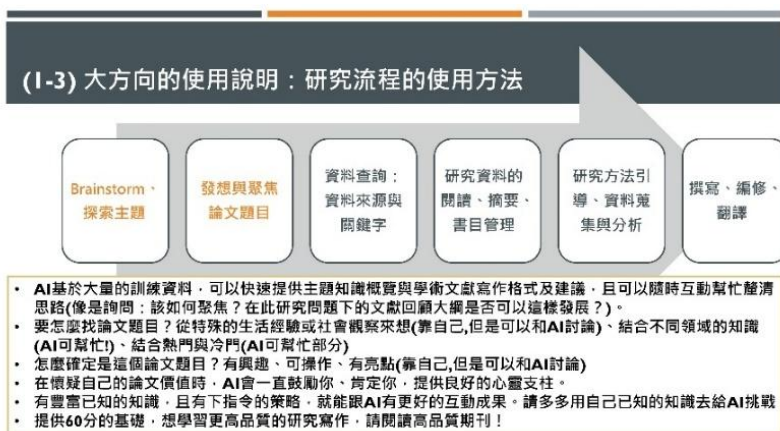 (1-3) 大方向的使用說明：研究流程的使用方法
Brainstorm、
探索主題
發想與聚焦
論文題目
資料查詢：
資料來源與
關鍵字
研究資料的
閱讀、摘要、
書目管理
研究方法引
導、資料蒐
集與分析
撰寫、編修、
翻譯
• AI基於大量的訓練資料，可以快速提供主題知識概覽與學術文獻寫作格式及建議，且可以隨時互動幫忙釐清
思路(像是詢問：該如何聚焦？在此研究問題下的文獻回顧大綱是否可以這樣發展？)。
• 要怎麼找論文題目？從特殊的生活經驗或社會觀察來想(靠自己,但是可以和AI討論)、結合不同領域的知識
(AI可幫忙!)、結合熱門與冷門(AI可幫忙部分)
• 怎麼確定是這個論文題目？有興趣、可操作、有亮點(靠自己,但是可以和AI討論)
• 在懷疑自己的論文價值時，AI會一直鼓勵你、肯定你，提供良好的心靈支柱。
• 有豐富已知的知識，且有下指令的策略，就能跟AI有更好的互動成果。請多多用自己已知的知識去給AI挑戰
• 提供60分的基礎，想學習更高品質的研究寫作，請閱讀高品質期刊！